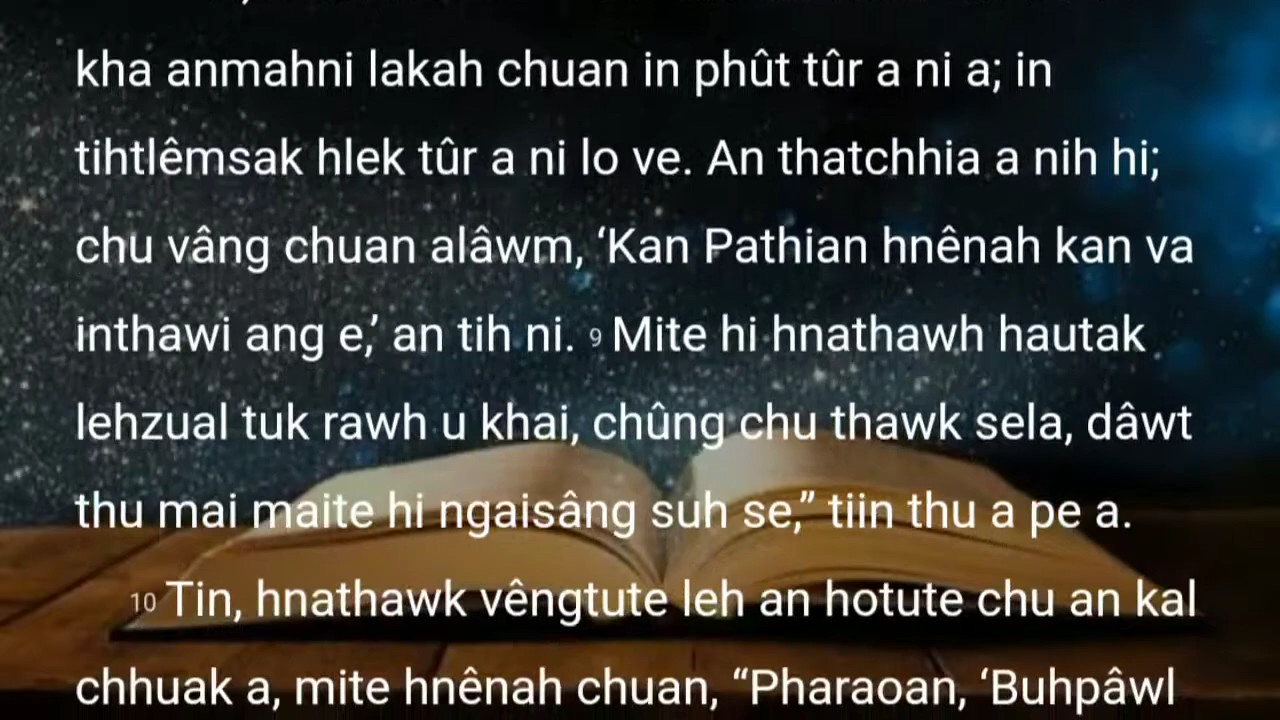 kha anmahni lakah chuan in phût tûr a ni a; in
tihtlêmsak hlek tûr a ni lo ve. An thatchhia a nih hi;
chu vâng chuan alâwm, ‘Kan Pathian hnênah kan va
inthawi ang e,’ an tih ni. 9 Mite hi hnathawh hautak
lehzual tuk rawh u khai, chûng chu thawk sela, dâwt
thu mai maite hi ngaisâng suh se,” tiin thu a pe a.
10 Tin, hnathawk vêngtute leh an hotute chu an kal
chhuak a, mite hnênah chuan, “Pharaoan, ‘Buhpâwl